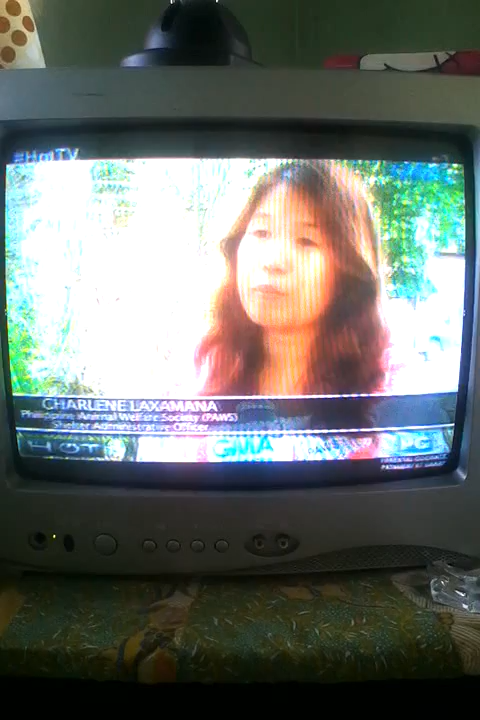 #HotTV
CHARLENE LAXAMANA
Philippine Animal Welfare Society (PAWS)
Shelter Administrative Officer
HOT GMA PG